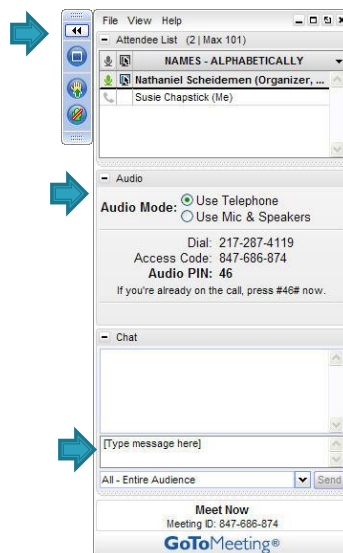 File View Help
Attendee List (2 | Max 101)
NAMES - ALPHABETICALLY
Nathaniel Scheidemen (Organizer, ...
Susie Chapstick (Me)
Audio
Audio Mode: Use Telephone
Use Mic & Speakers
Dial: 217-287-4119
Access Code: 847-686-874
Audio PIN: 46
If you're already on the call, press #46# now.
Chat
[Type message here]
All - Entire Audience
Send
Meet Now
Meeting ID: 847-686-874
GoToMeeting®